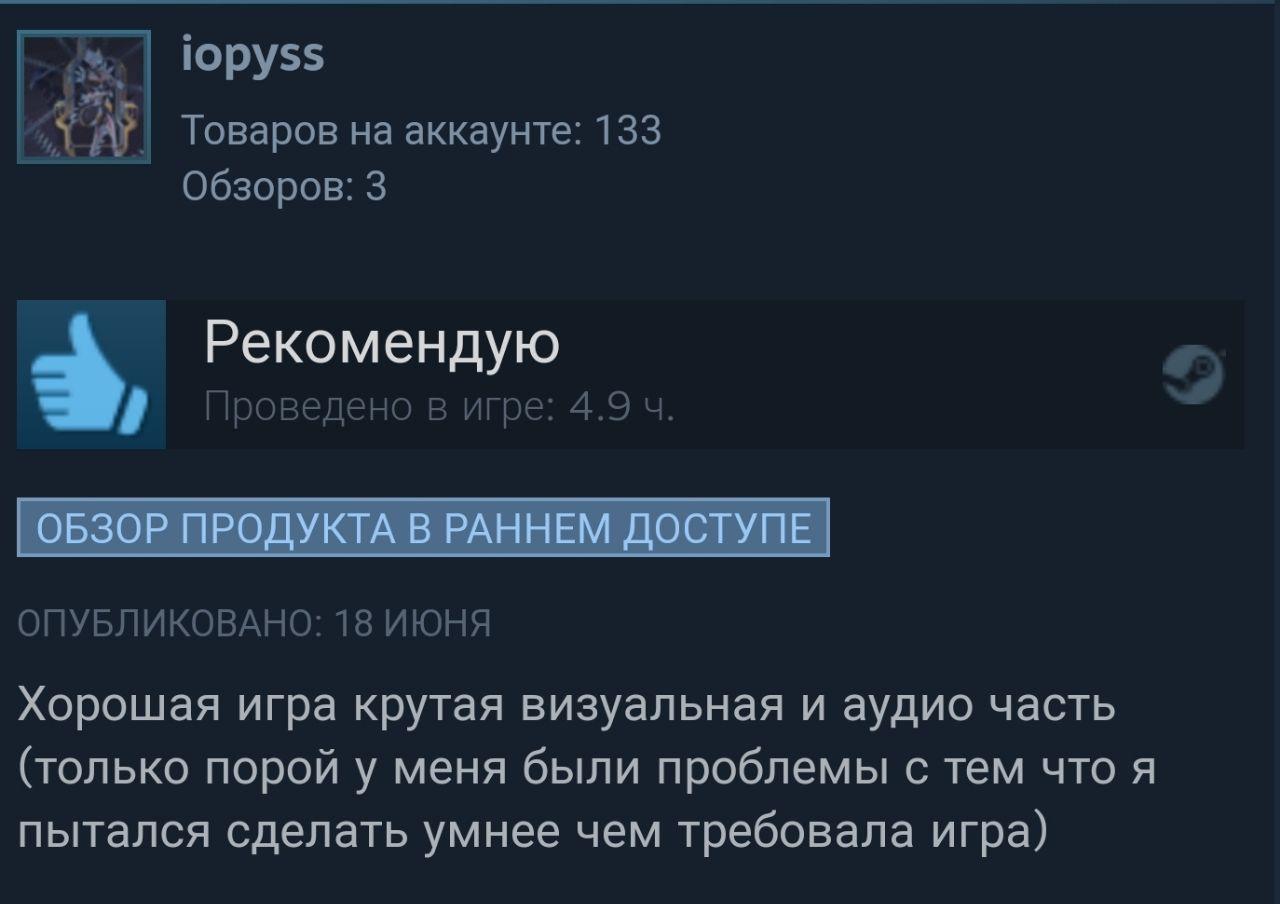 iopyss
Товаров на аккаунте: 133
Обзоров: 3
Рекомендую
Проведено в игре: 4.9 ч.
ОБЗОР ПРОДУКТА В РАННЕМ ДОСТУПЕ
ОПУБЛИКОВАНО: 18 ИЮНЯ
Хорошая игра крутая визуальная и аудио часть
(только порой у меня были проблемы с тем что я
пытался сделать умнее чем требовала игра)